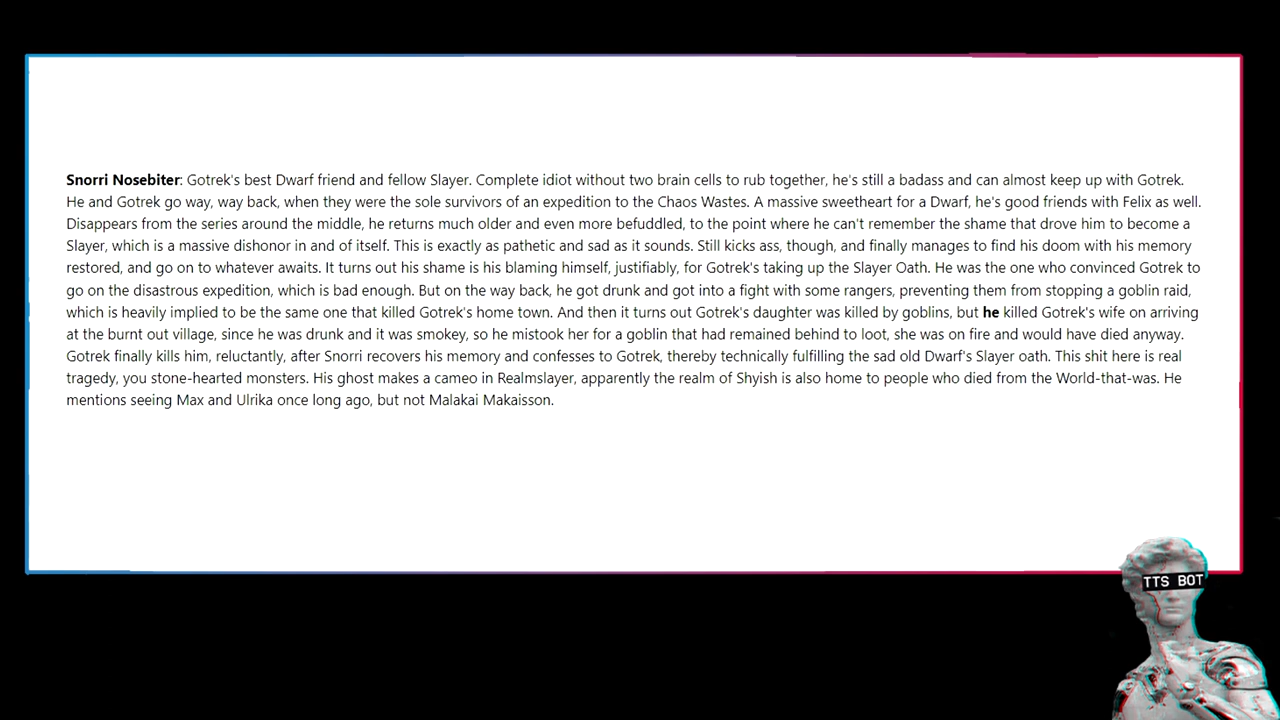 Snorri Nosebiter: Gotrek's best Dwarf friend and fellow Slayer. Complete idiot without two brain cells to rub together, he's still a badass and can almost keep up with Gotrek.
He and Gotrek go way, way back, when they were the sole survivors of an expedition to the Chaos Wastes. A massive sweetheart for a Dwarf, he's good friends with Felix as well.
Disappears from the series around the middle, he returns much older and even more befuddled, to the point where he can't remember the shame that drove him to become a
Slayer, which is a massive dishonor in and of itself. This is exactly as pathetic and sad as it sounds. Still kicks ass, though, and finally manages to find his doom with his memory
restored, and go on to whatever awaits. It turns out his shame is his blaming himself, justifiably, for Gotrek's taking up the Slayer Oath. He was the one who convinced Gotrek to
go on the disastrous expedition, which is bad enough. But on the way back, he got drunk and got into a fight with some rangers, preventing them from stopping a goblin raid,
which is heavily implied to be the same one that killed Gotrek's home town. And then it turns out Gotrek's daughter was killed by goblins, but he killed Gotrek's wife on arriving
at the burnt out village, since he was drunk and it was smokey, so he mistook her for a goblin that had remained behind to loot, she was on fire and would have died anyway.
Gotrek finally kills him, reluctantly, after Snorri recovers his memory and confesses to Gotrek, thereby technically fulfilling the sad old Dwarf's Slayer oath. This shit here is real
tragedy, you stone-hearted monsters. His ghost makes a cameo in Realmslayer, apparently the realm of Shyish is also home to people who died from the World-that-was. He
mentions seeing Max and Ulrika once long ago, but not Malakai Makaisson.
TTS BOT